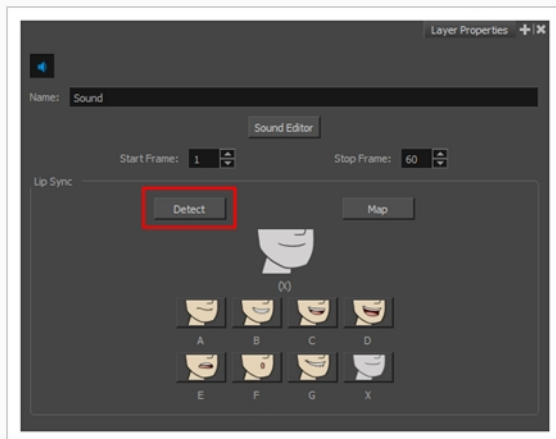 Layer Properties
Name: Sound
Sound Editor
Start Frame: 1 Stop Frame: 60
Lip Sync
Detect Map
(X)
A B C D
E F G X